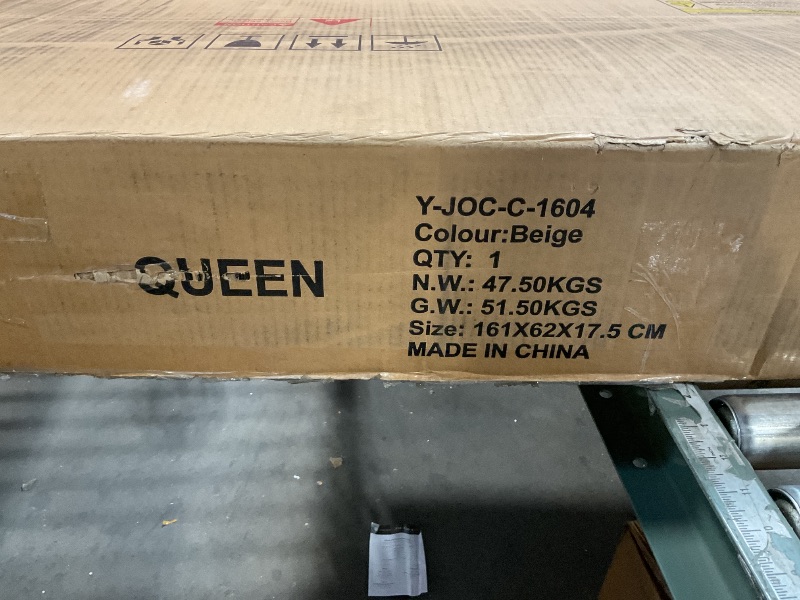 QUEEN
Y-JOC-C-1604
Colour:Beige
QTY: 1
N.W.: 47.50KGS
G.W.: 51.50KGS
Size: 161X62X17.5 CM
MADE IN CHINA